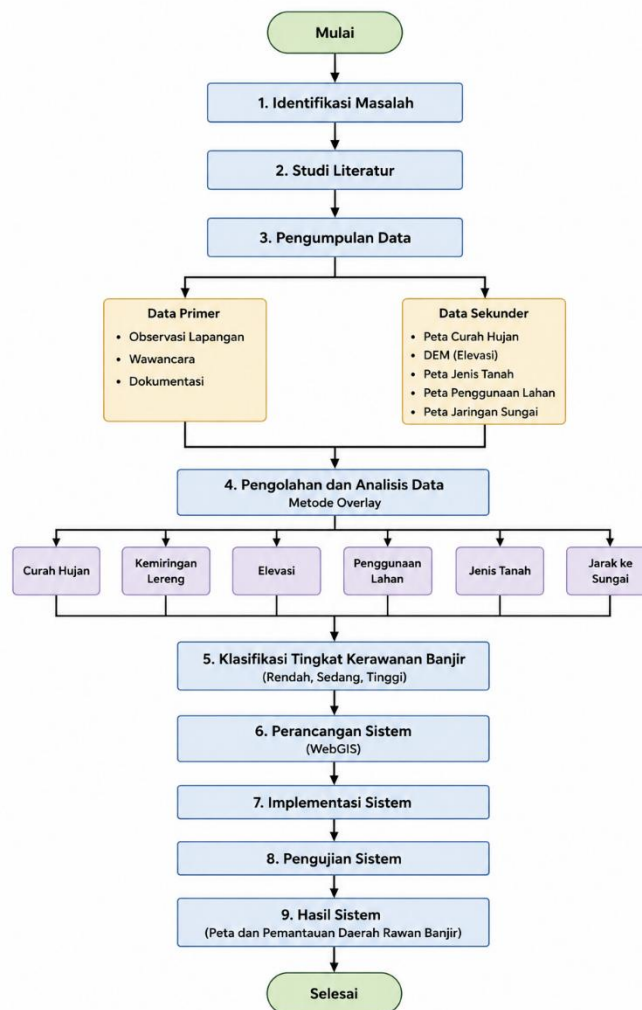 Mulai
1. Identifikasi Masalah
2. Studi Literatur
3. Pengumpulan Data
Data Primer
• Observasi Lapangan
• Wawancara
• Dokumentasi
Data Sekunder
• Peta Curah Hujan
• DEM (Elevasi)
• Peta Jenis Tanah
• Peta Penggunaan Lahan
• Peta Jaringan Sungai
4. Pengolahan dan Analisis Data
Metode Overlay
Curah Hujan
Kemiringan
Lereng
Elevasi
Penggunaan
Lahan
Jenis Tanah
Jarak ke
Sungai
5. Klasifikasi Tingkat Kerawanan Banjir
(Rendah, Sedang, Tinggi)
6. Perancangan Sistem
(WebGIS)
7. Implementasi Sistem
8. Pengujian Sistem
9. Hasil Sistem
(Peta dan Pemantauan Daerah Rawan Banjir)
Selesai